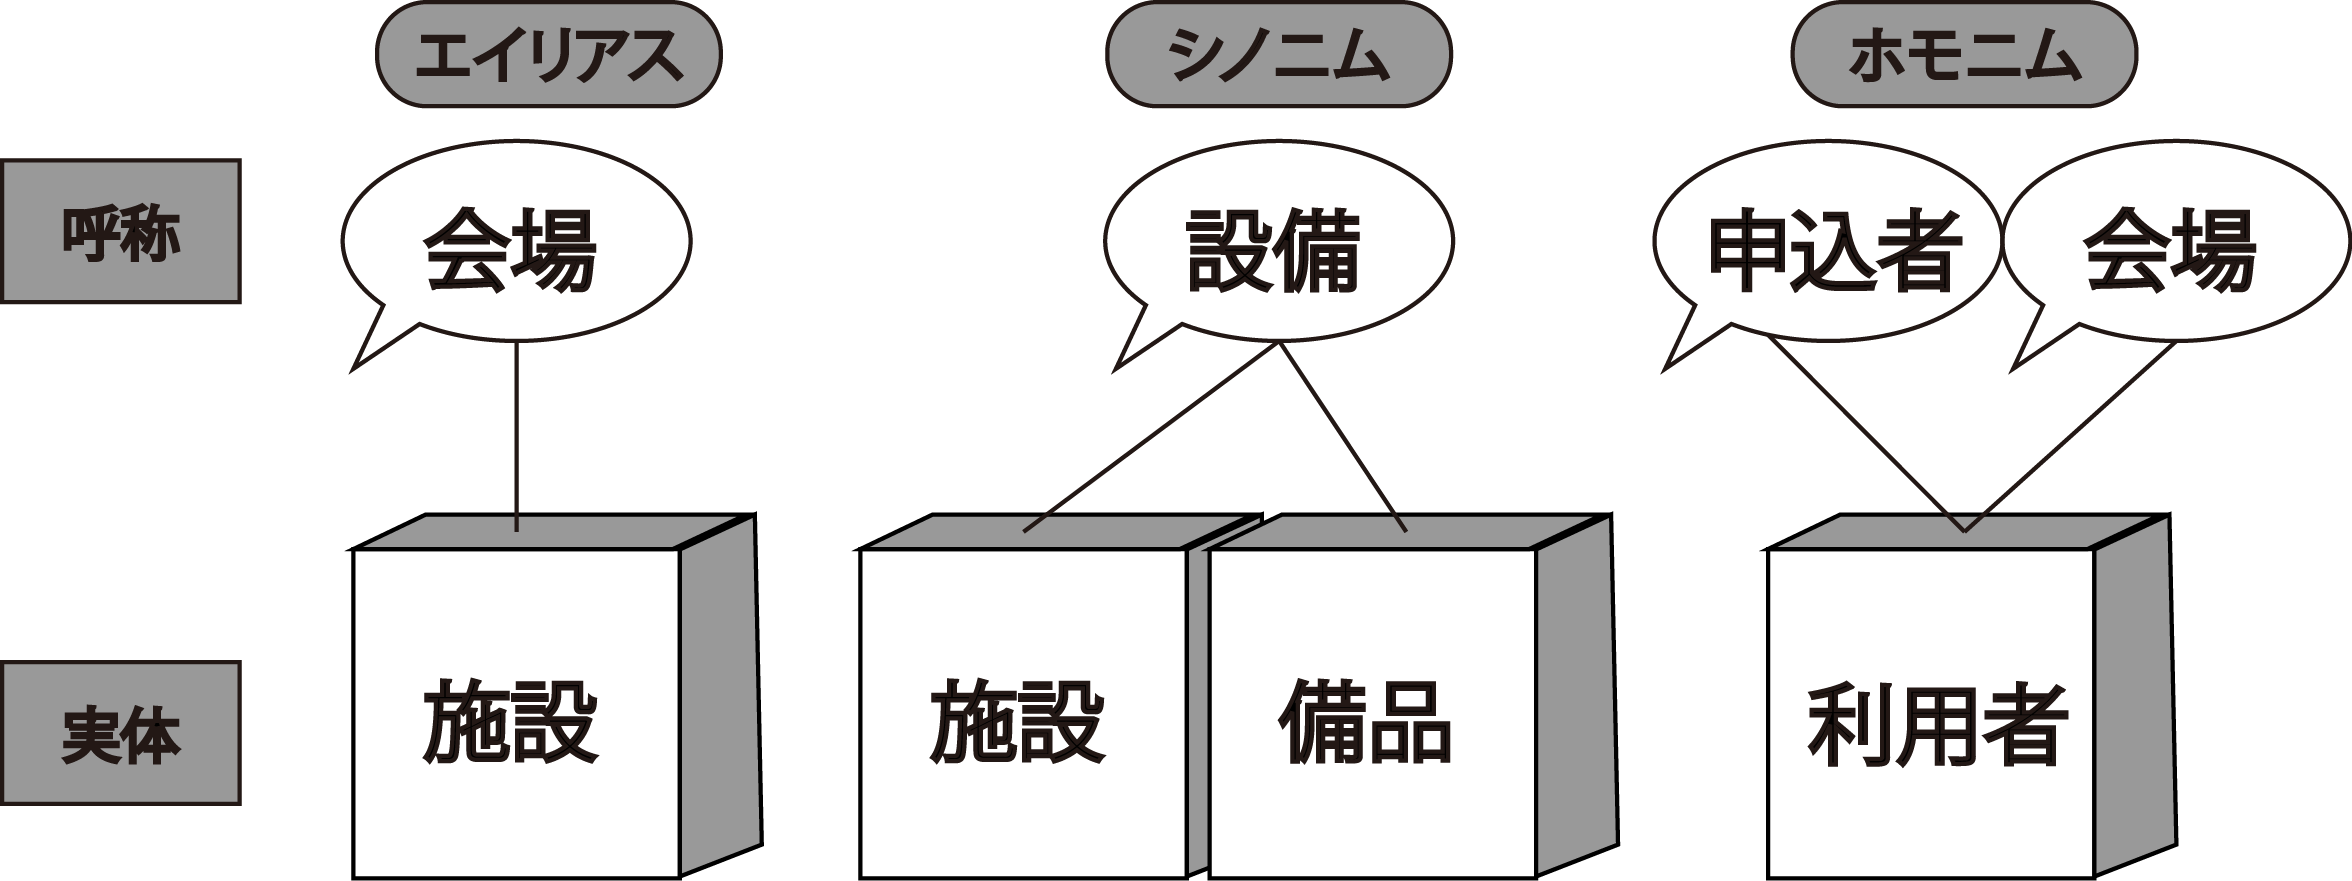 エイリアス
シノニム
ホモニム
呼称
会場
設備
申込者
会場
実体
施設
施設
備品
利用者